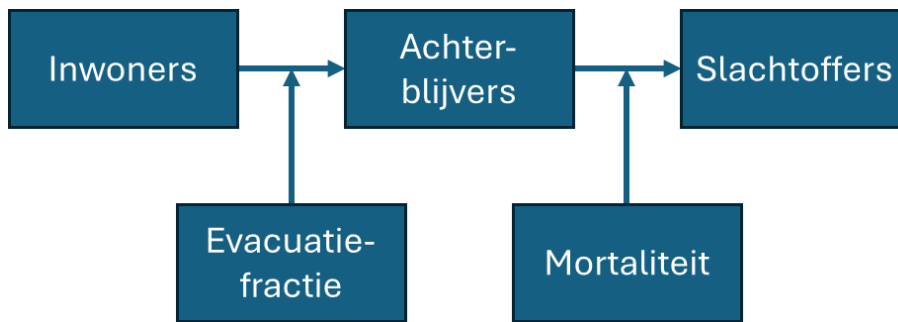 Inwoners
Achter-
blijvers
Slachtoffers
Evacuatie-
fractie
Mortaliteit